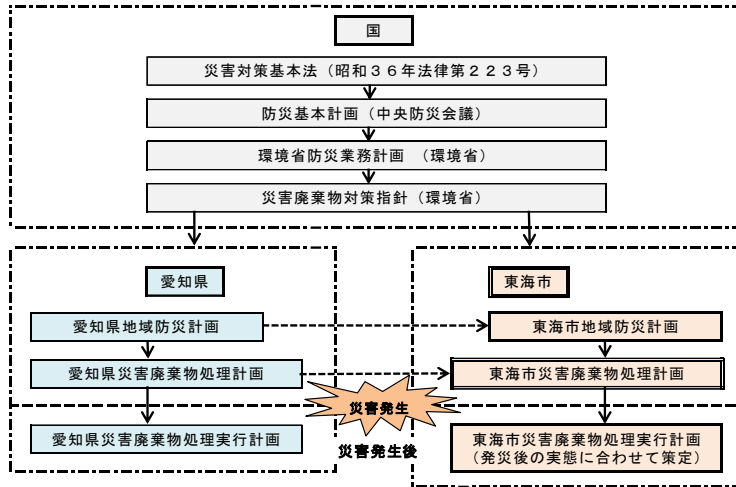 国
災害対策基本法（昭和３６年法律第２２３号）
防災基本計画（中央防災会議）
環境省防災業務計画　（環境省）
災害廃棄物対策指針（環境省）
愛知県
東海市
愛知県地域防災計画
東海市地域防災計画
愛知県災害廃棄物処理計画
東海市災害廃棄物処理計画
災害発生
愛知県災害廃棄物処理実行計画
災害発生後
東海市災害廃棄物処理実行計画
（発災後の実態に合わせて策定）